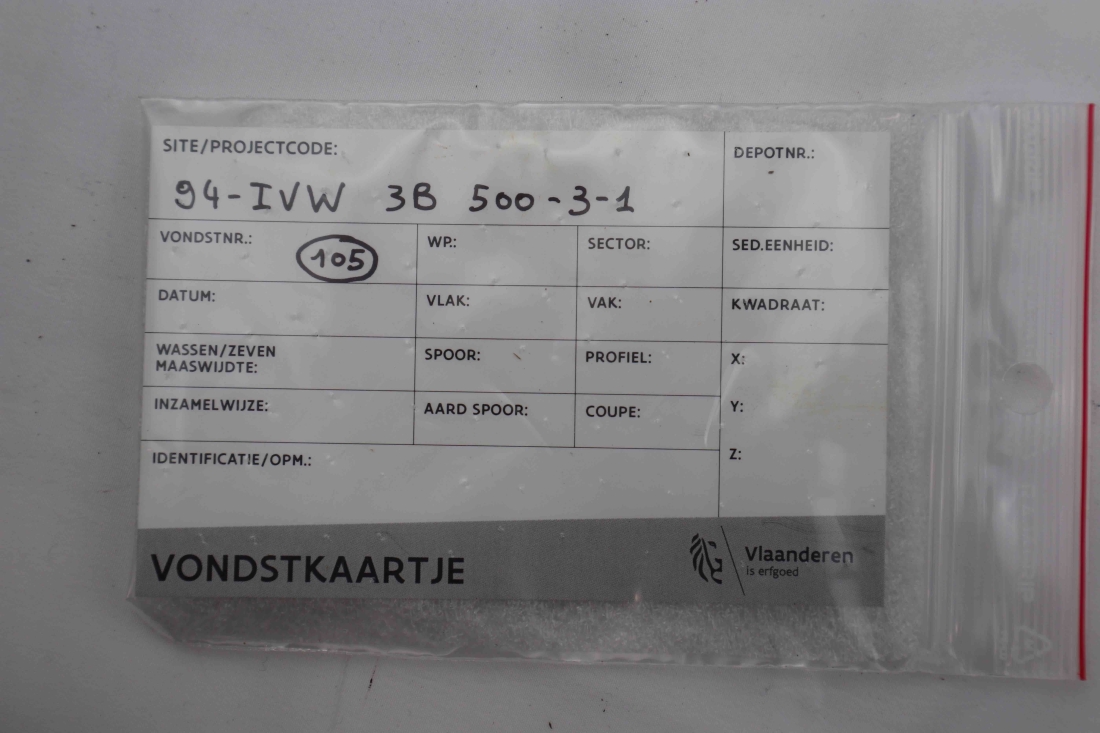 SITE/PROJECTCODE:
94-IVW 3B 500-3-1
DEPOTNR.:
VONDSTNR.: 105
WP.:
SECTOR:
SED.EENHEID:
DATUM:
VLAK:
VAK:
KWADRAAT:
WASSEN/ZEVEN
MAASWIJDTE:
SPOOR:
PROFIEL:
X:
INZAMELWIJZE:
AARD SPOOR:
COUPE:
Y:
IDENTIFICATIE/OPM.:
Z:
VONDSTKAARTJE
Vlaanderen
is erfgoed